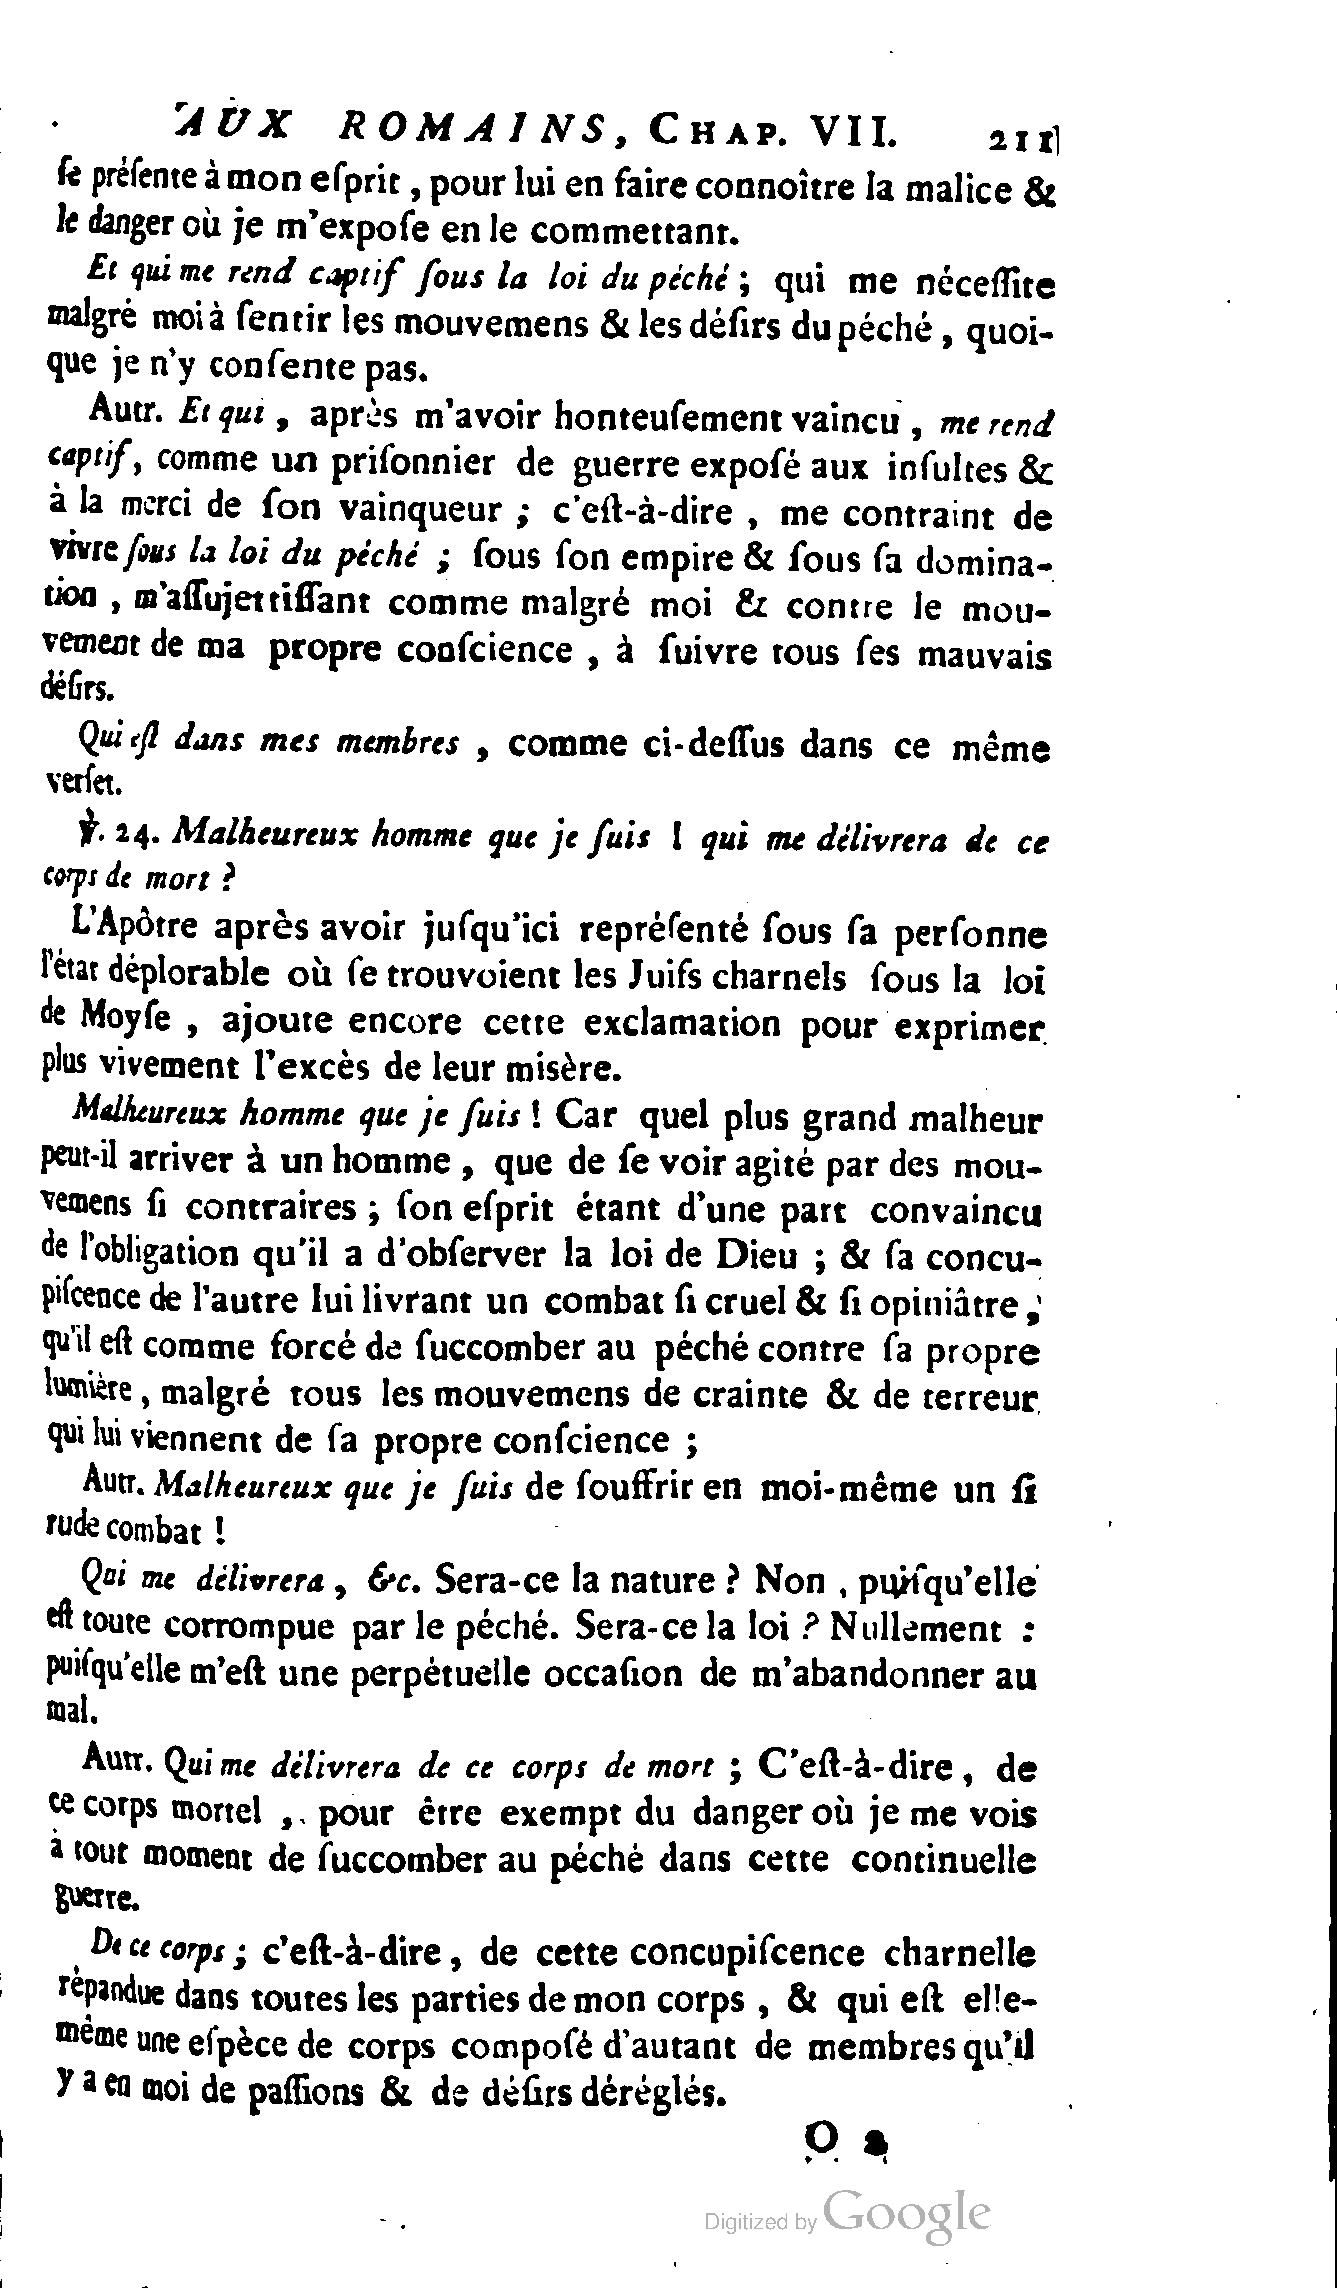 AUX ROMAINS, CHAP. VII. 211
ſe préſente à mon eſprit, pour lui en faire connoître la malice &
le danger où je m'expoſe en le commettant.
Et qui me rend captif ſous la loi du péché ; qui me néceſſite
malgré moi à ſentir les mouvemens & les déſirs du péché, quoi-
que je n'y conſente pas.
Autr. Et qui, après m'avoir honteuſement vaincu, me rend
captif, comme un priſonnier de guerre expoſé aux inſultes &
à la merci de ſon vainqueur ; c'eſt-à-dire, me contraint de
vivre ſous la loi du péché ; ſous ſon empire & ſous ſa domina-
tion, m'aſſujettiſſant comme malgré moi & contre le mou-
vement de ma propre conſcience, à ſuivre tous ſes mauvais
déſirs.
Qui eſt dans mes membres, comme ci-deſſus dans ce même
verſet.
℣. 24. Malheureux homme que je ſuis ! qui me délivrera de ce
corps de mort ?
L'Apôtre après avoir juſqu'ici repréſenté ſous ſa perſonne
l'état déplorable où ſe trouvoient les Juifs charnels ſous la loi
de Moyſe, ajoute encore cette exclamation pour exprimer
plus vivement l'excès de leur misère.
Malheureux homme que je ſuis ! Car quel plus grand malheur
peut-il arriver à un homme, que de ſe voir agité par des mou-
vemens ſi contraires ; ſon eſprit étant d'une part convaincu
de l'obligation qu'il a d'obſerver la loi de Dieu ; & ſa concu-
piſcence de l'autre lui livrant un combat ſi cruel & ſi opiniâtre,
qu'il eſt comme forcé de ſuccomber au péché contre ſa propre
lumière, malgré tous les mouvemens de crainte & de terreur
qui lui viennent de ſa propre conſcience ;
Autr. Malheureux que je ſuis de ſouffrir en moi-même un ſi
rude combat !
Qui me délivrera, &c. Sera-ce la nature ? Non, puiſqu'elle
eſt toute corrompue par le péché. Sera-ce la loi ? Nullement :
puiſqu'elle m'eſt une perpétuelle occaſion de m'abandonner au
mal.
Autr. Qui me délivrera de ce corps de mort ; C'eſt-à-dire, de
ce corps mortel, pour être exempt du danger où je me vois
à tout moment de ſuccomber au péché dans cette continuelle
guerre.
De ce corps ; c'eſt-à-dire, de cette concupiſcence charnelle
répandue dans toutes les parties de mon corps, & qui eſt elle-
même une eſpèce de corps compoſé d'autant de membres qu'il
y a en moi de paſſions & de déſirs déréglés.
O 2
Digitized by Google